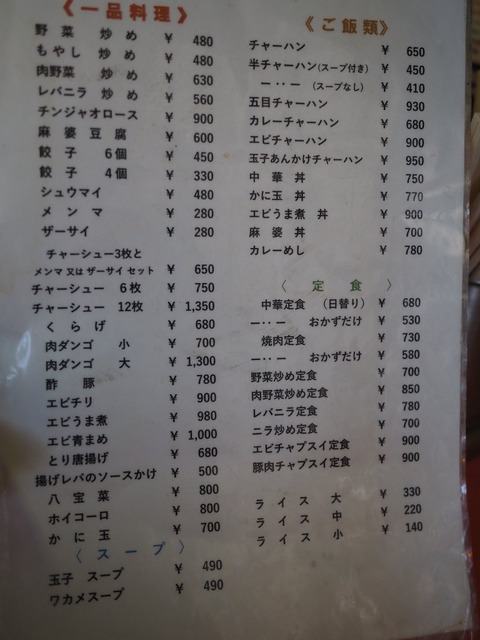 《一品料理》
野菜炒め ¥ 480
もやし炒め ¥ 480
肉野菜炒め ¥ 630
レバニラ炒め ¥ 560
チンジャオロース ¥ 900
麻婆豆腐 ¥ 600
餃子 6個 ¥ 450
餃子 4個 ¥ 330
シュウマイ ¥ 480
メンマ ¥ 280
ザーサイ ¥ 280
チャーシュー3枚と
メンマ 又は ザーサイ セット ¥ 650
チャーシュー 6枚 ¥ 750
チャーシュー 12枚 ¥ 1,350
くらげ ¥ 680
肉ダンゴ 小 ¥ 700
肉ダンゴ 大 ¥ 1,300
酢豚 ¥ 780
エビチリ ¥ 900
エビうま煮 ¥ 980
エビ青まめ ¥ 1,000
とり唐揚げ ¥ 680
揚げレバのソースかけ ¥ 500
八宝菜 ¥ 800
ホイコーロ ¥ 800
かに玉 ¥ 700
〈スープ〉
玉子 スープ ¥ 490
ワカメスープ ¥ 490
《ご飯類》
チャーハン ¥ 650
半チャーハン(スープ付き) ¥ 450
ー・・ー (スープなし) ¥ 410
五目チャーハン ¥ 930
カレーチャーハン ¥ 680
エビチャーハン ¥ 900
玉子あんかけチャーハン ¥ 950
中華丼 ¥ 750
かに玉丼 ¥ 770
エビうま煮丼 ¥ 900
麻婆丼 ¥ 700
カレーめし ¥ 780
〈定食〉
中華定食 (日替り) ¥ 680
ー・・ー おかずだけ ¥ 530
焼肉定食 ¥ 730
ー・・ー おかずだけ ¥ 580
野菜炒め定食 ¥ 700
肉野菜炒め定食 ¥ 850
レバニラ定食 ¥ 780
ニラ炒め定食 ¥ 700
エビチャプスイ定食 ¥ 900
豚肉チャプスイ定食 ¥ 900
ライス 大 ¥ 330
ライス 中 ¥ 220
ライス 小 ¥ 140